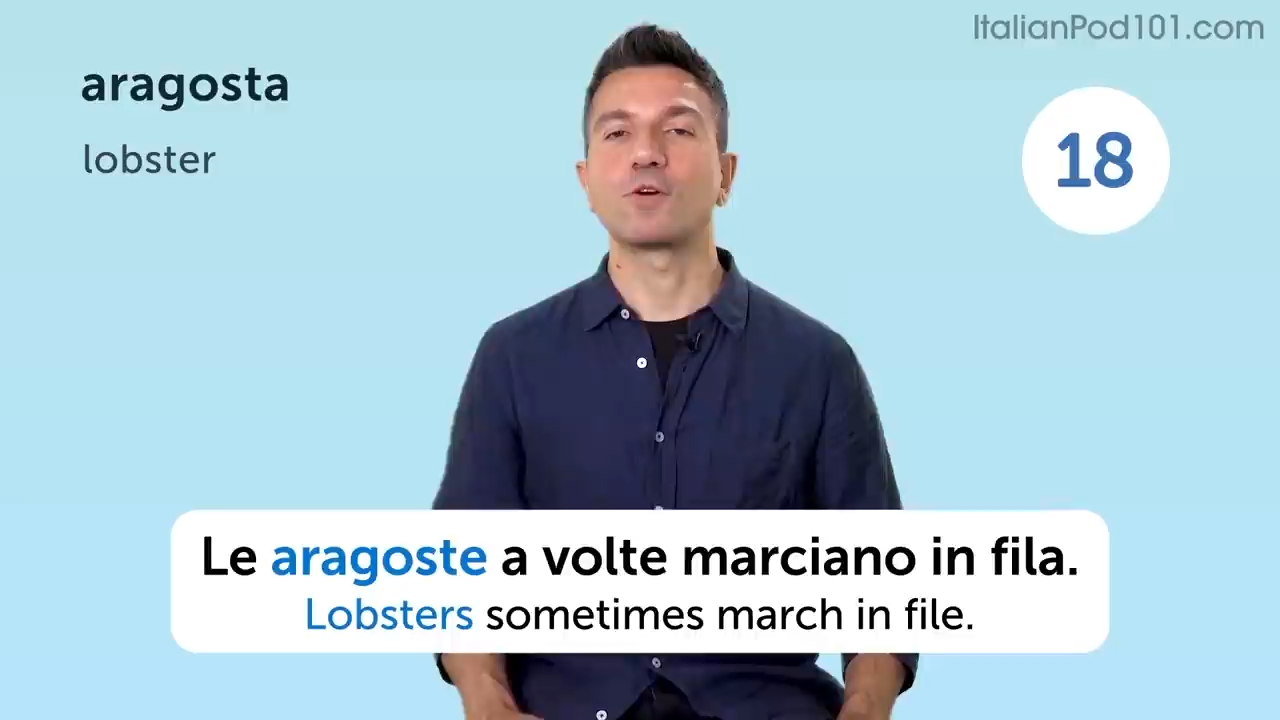 ItalianPod101.com
aragosta
lobster
18
Le aragoste a volte marciano in fila.
Lobsters sometimes march in file.